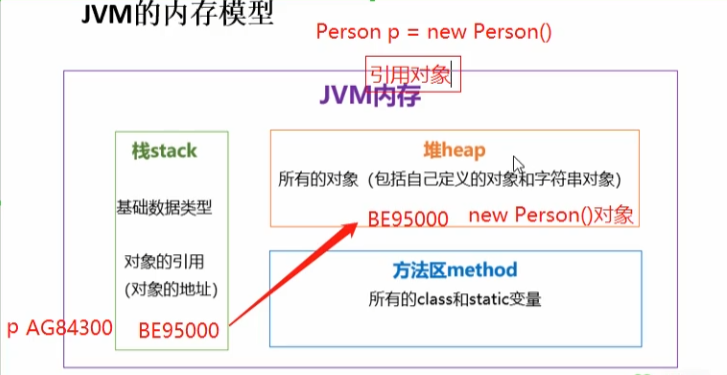 JVM的内存模型
Person p = new Person()
引用对象
JVM内存
栈stack
基础数据类型
对象的引用
(对象的地址)
p AG84300
BE95000
堆heap
所有的对象（包括自己定义的对象和字符串对象)
BE95000
new Person()对象
方法区method
所有的class和static变量